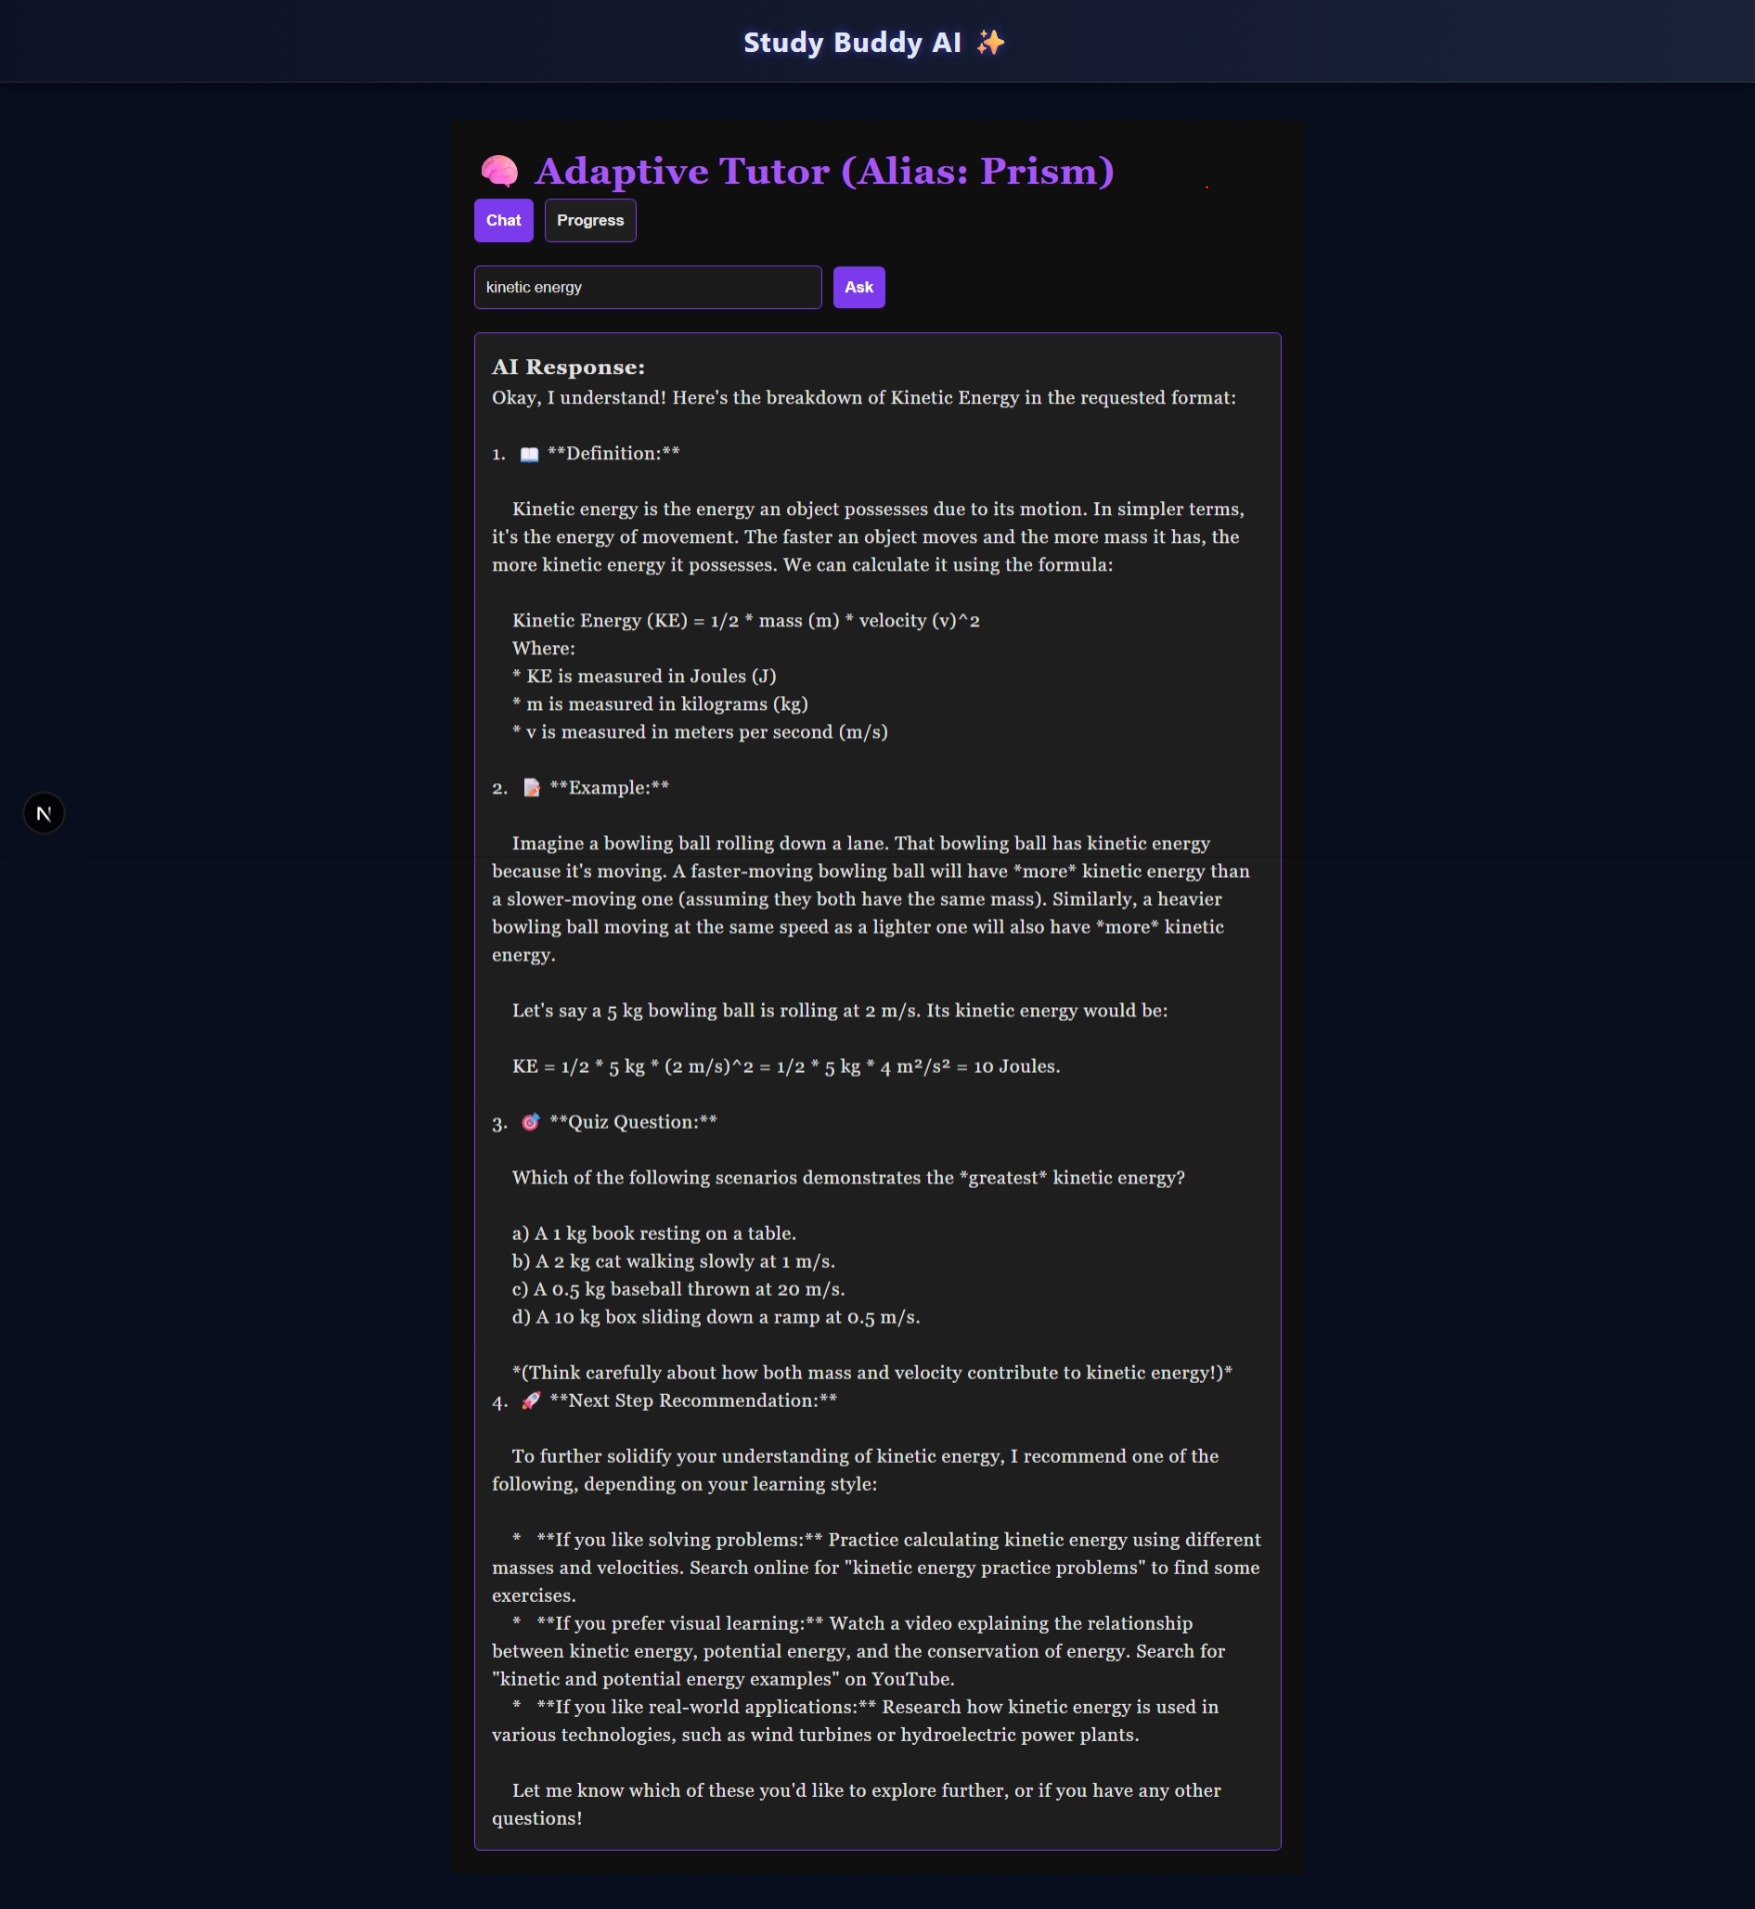 Study Buddy AI ✨
🧠 Adaptive Tutor (Alias: Prism)
Chat Progress
kinetic energy Ask
AI Response:
Okay, I understand! Here's the breakdown of Kinetic Energy in the requested format:
1. 📖 **Definition:**
Kinetic energy is the energy an object possesses due to its motion. In simpler terms,
it's the energy of movement. The faster an object moves and the more mass it has, the
more kinetic energy it possesses. We can calculate it using the formula:
Kinetic Energy (KE) = 1/2 * mass (m) * velocity (v)^2
Where:
* KE is measured in Joules (J)
* m is measured in kilograms (kg)
* v is measured in meters per second (m/s)
2. 📝 **Example:**
N
Imagine a bowling ball rolling down a lane. That bowling ball has kinetic energy
because it's moving. A faster-moving bowling ball will have *more* kinetic energy than
a slower-moving one (assuming they both have the same mass). Similarly, a heavier
bowling ball moving at the same speed as a lighter one will also have *more* kinetic
energy.
Let's say a 5 kg bowling ball is rolling at 2 m/s. Its kinetic energy would be:
KE = 1/2 * 5 kg * (2 m/s)^2 = 1/2 * 5 kg * 4 m²/s² = 10 Joules.
3. 🎯 **Quiz Question:**
Which of the following scenarios demonstrates the *greatest* kinetic energy?
a) A 1 kg book resting on a table.
b) A 2 kg cat walking slowly at 1 m/s.
c) A 0.5 kg baseball thrown at 20 m/s.
d) A 10 kg box sliding down a ramp at 0.5 m/s.
*(Think carefully about how both mass and velocity contribute to kinetic energy!)*
4. 🚀 **Next Step Recommendation:**
To further solidify your understanding of kinetic energy, I recommend one of the
following, depending on your learning style:
* **If you like solving problems:** Practice calculating kinetic energy using different
masses and velocities. Search online for "kinetic energy practice problems" to find some
exercises.
* **If you prefer visual learning:** Watch a video explaining the relationship
between kinetic energy, potential energy, and the conservation of energy. Search for
"kinetic and potential energy examples" on YouTube.
* **If you like real-world applications:** Research how kinetic energy is used in
various technologies, such as wind turbines or hydroelectric power plants.
Let me know which of these you'd like to explore further, or if you have any other
questions!